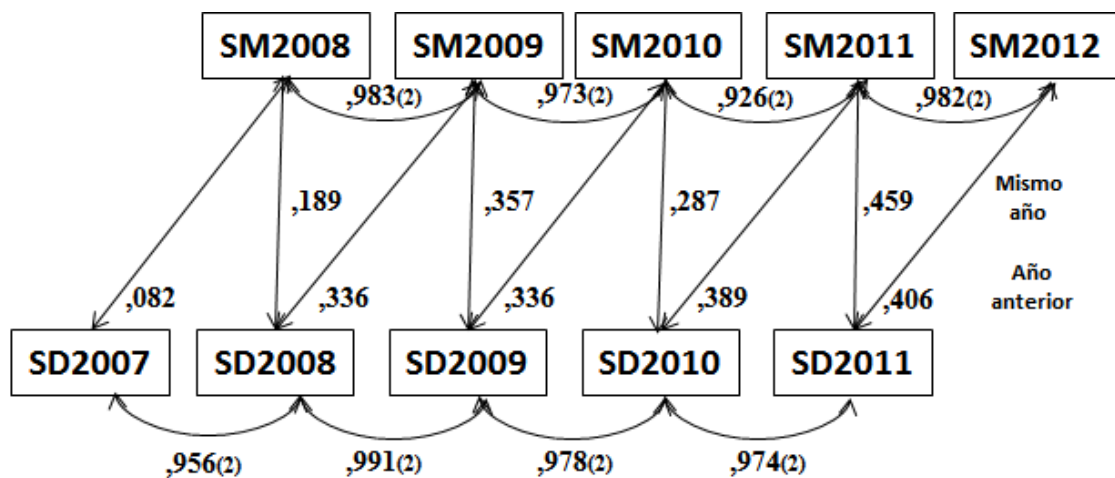 SM2008 SM2009 SM2010 SM2011 SM2012
,983(2) ,973(2) ,926(2) ,982(2)
,189 ,357 ,287 ,459 Mismo
año
,082 ,336 ,336 ,389 ,406 Año
anterior
SD2007 SD2008 SD2009 SD2010 SD2011
,956(2) ,991(2) ,978(2) ,974(2)